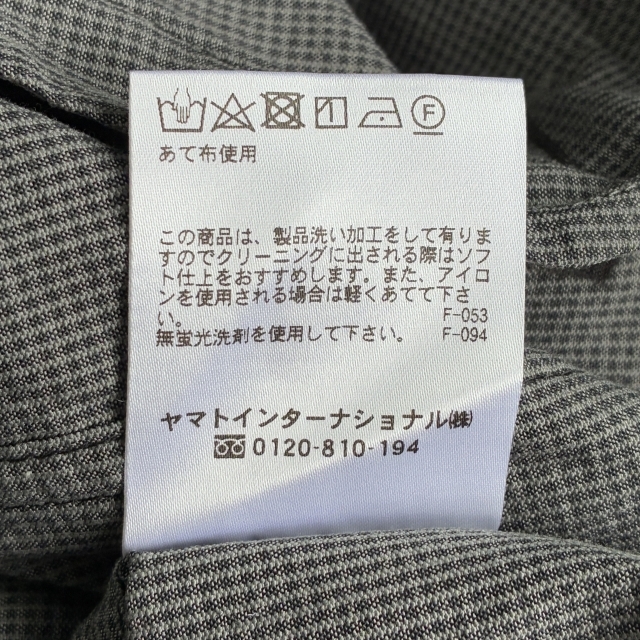 F
あて布使用
この商品は、製品洗い加工をして有りま
すのでクリーニングに出される際はソフ
ト仕上をおすすめします。また、アイロ
ンを使用される場合は軽くあてて下さ
い。 F-053
無蛍光洗剤を使用して下さい。 F-094
ヤマトインターナショナル㈱
0120-810-194